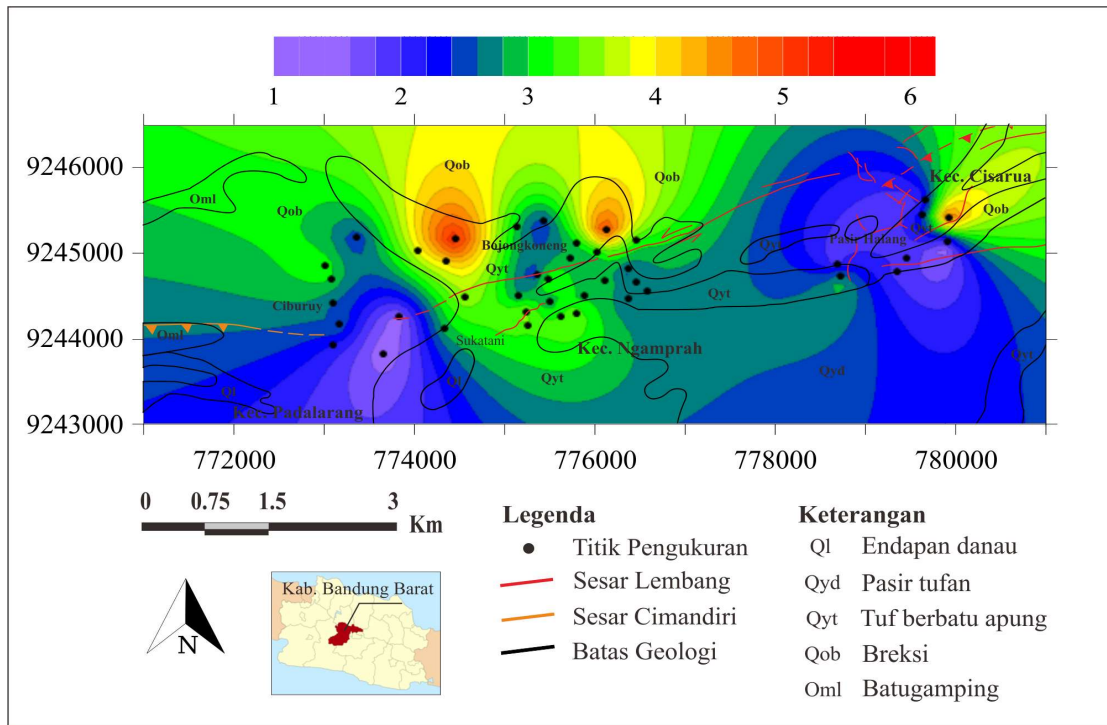 1 2 3 4 5 6
9246000
9245000
9244000
9243000
772000 774000 776000 778000 780000
Oml
Qob
Qob
Qob
Kec. Cisarua
Qob
Qyt
Bojongkoneng
Qyt
Qyt
Pasir Halang
Ciburuy
Qyt
Oml
Sukatani
Kec. Ngamprah
Qyt
Ql
Ql
Qyt
Qyd
Kec. Padalarang
0 0.75 1.5 3
Km
N
Kab. Bandung Barat
Legenda
Titik Pengukuran
Sesar Lembang
Sesar Cimandiri
Batas Geologi
Keterangan
Ql Endapan danau
Qyd Pasir tufan
Qyt Tuf berbatu apung
Qob Breksi
Oml Batugamping